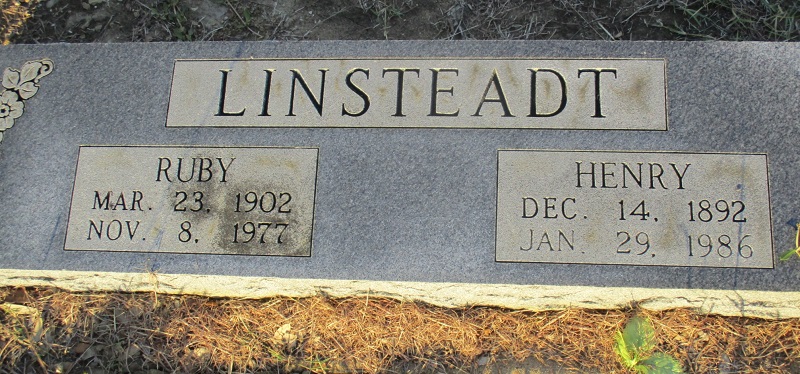 LINSTEADT
RUBY
MAR. 23, 1902
NOV. 8, 1977
HENRY
DEC. 14, 1892
JAN. 29, 1986